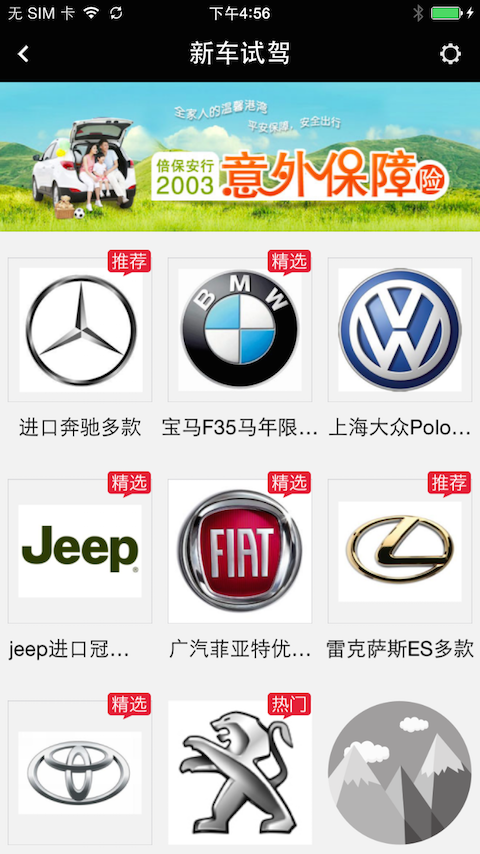 无 SIM 卡
下午4:56
新车试驾
全家人的温馨港湾
平安保障，安全出行
倍保安行
2003
意外保障险
推荐
精选
BMW
进口奔驰多款
宝马F35马年限…
上海大众Polo…
精选
精选
推荐
Jeep®
FIAT
jeep进口冠…
广汽菲亚特优…
雷克萨斯ES多款
精选
热门